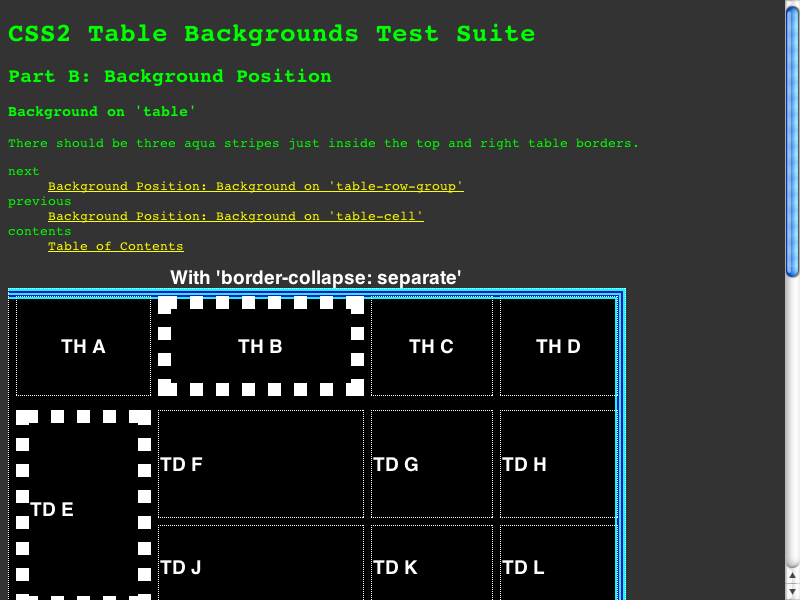 CSS2 Table Backgrounds Test Suite
Part B: Background Position
Background on 'table'
There should be three aqua stripes just inside the top and right table borders.
next
Background Position: Background on 'table-row-group'
previous
Background Position: Background on 'table-cell'
contents
Table of Contents
With 'border-collapse: separate'
TH A TH B TH C TH D
TD F TD G TD H
TD E
TD J TD K TD L